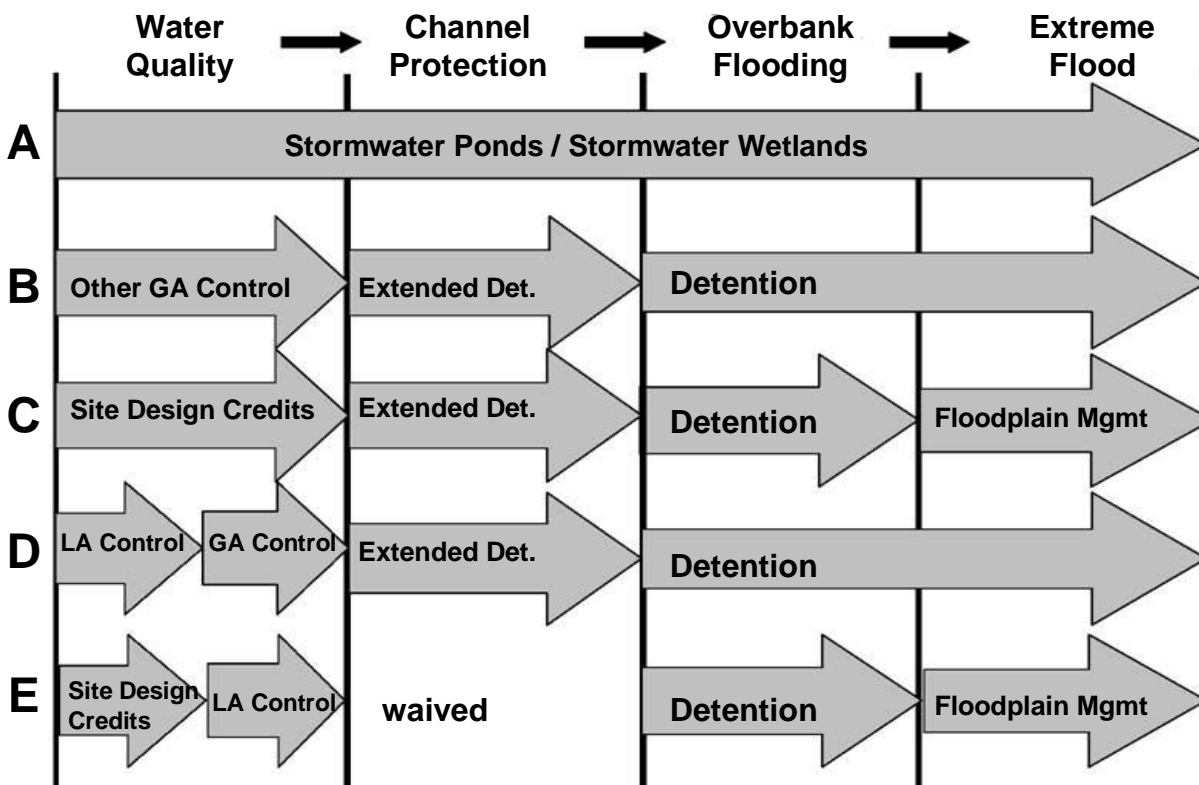 Water
Quality
Channel
Protection
Overbank
Flooding
Extreme
Flood
A
Stormwater Ponds / Stormwater Wetlands
B
Other GA Control
Extended Det.
Detention
C
Site Design Credits
Extended Det.
Detention
Floodplain Mgmt
D
LA Control
GA Control
Extended Det.
Detention
E
Site Design
Credits
LA Control
waived
Detention
Floodplain Mgmt